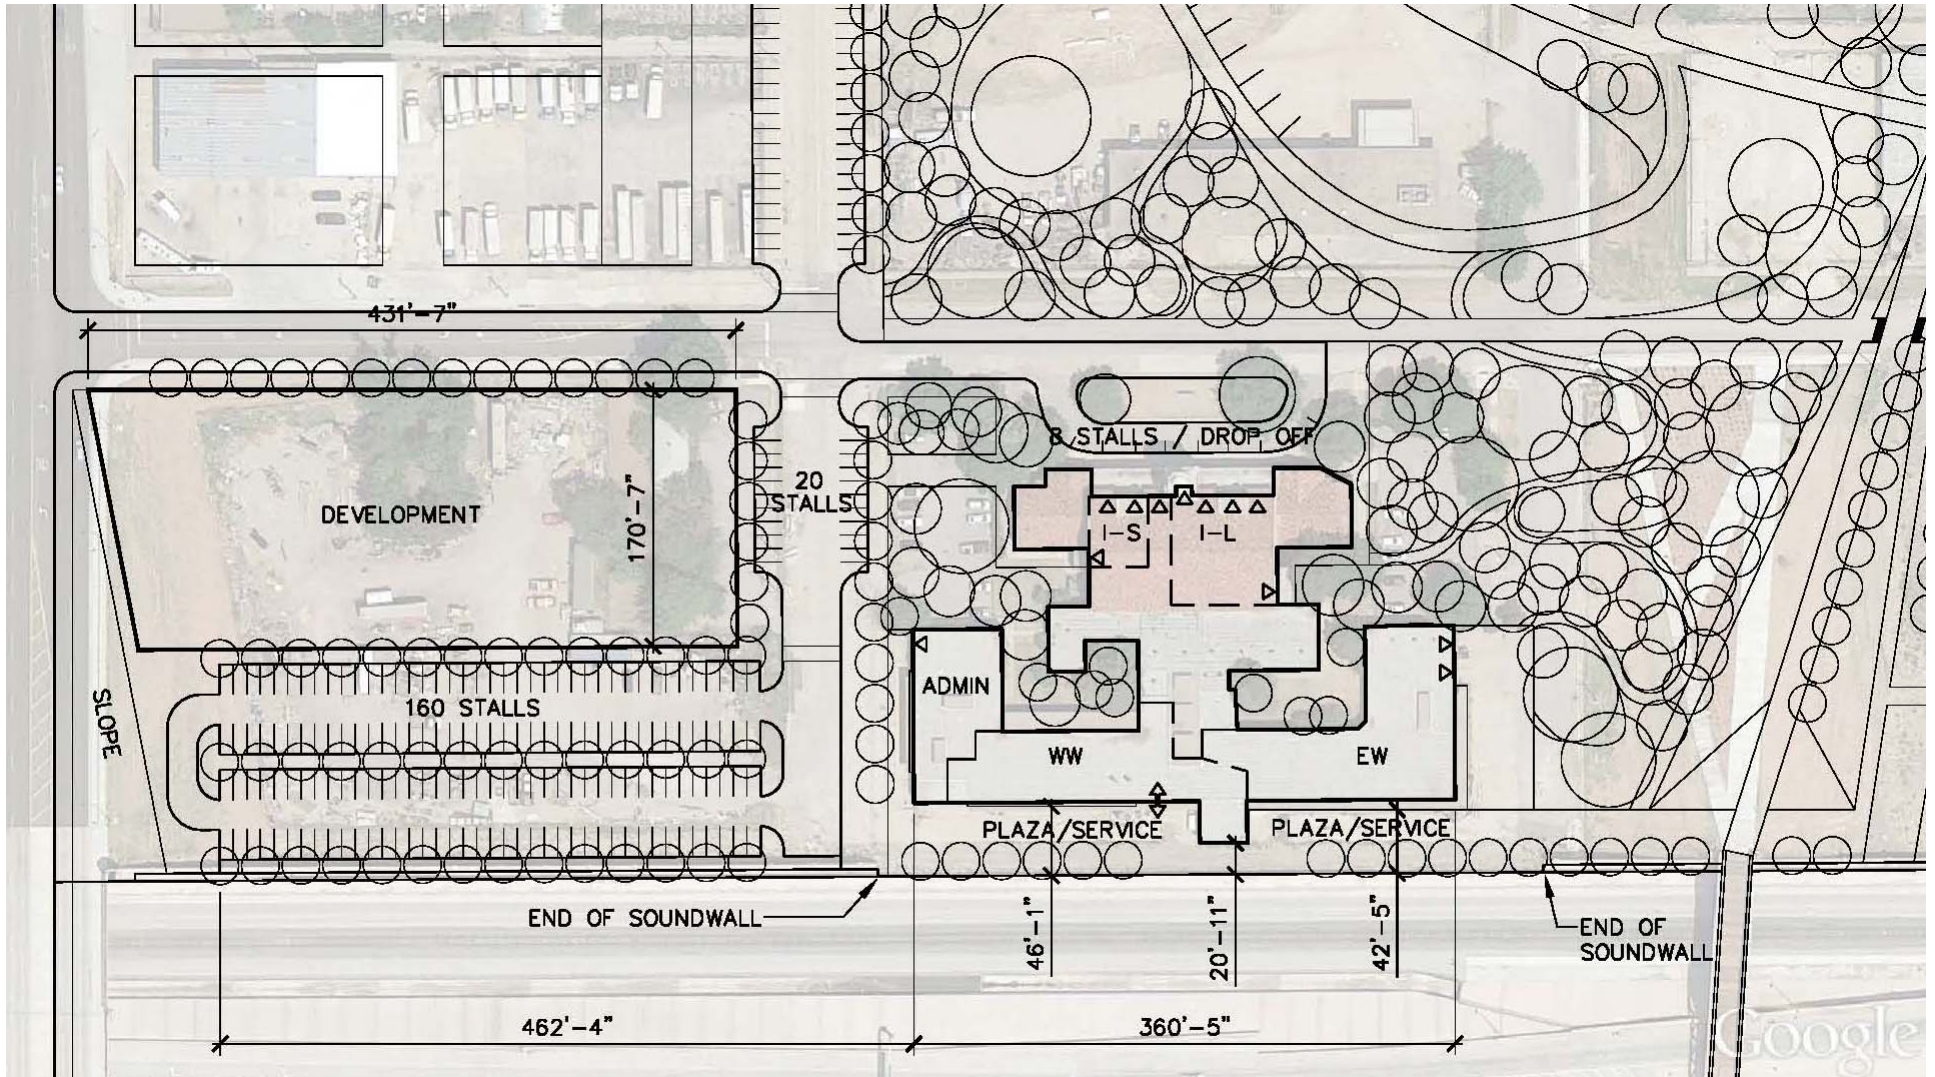 431'-7"
8 STALLS / DROP OFF
20
STALLS
DEVELOPMENT
170'-7"
I-S
I-L
ADMIN
SLOPE
160 STALLS
WW
EW
PLAZA/SERVICE
PLAZA/SERVICE
END OF SOUNDWALL
46'-1"
20'-11"
42'-5"
END OF
SOUNDWALL
462'-4"
360'-5"
Google